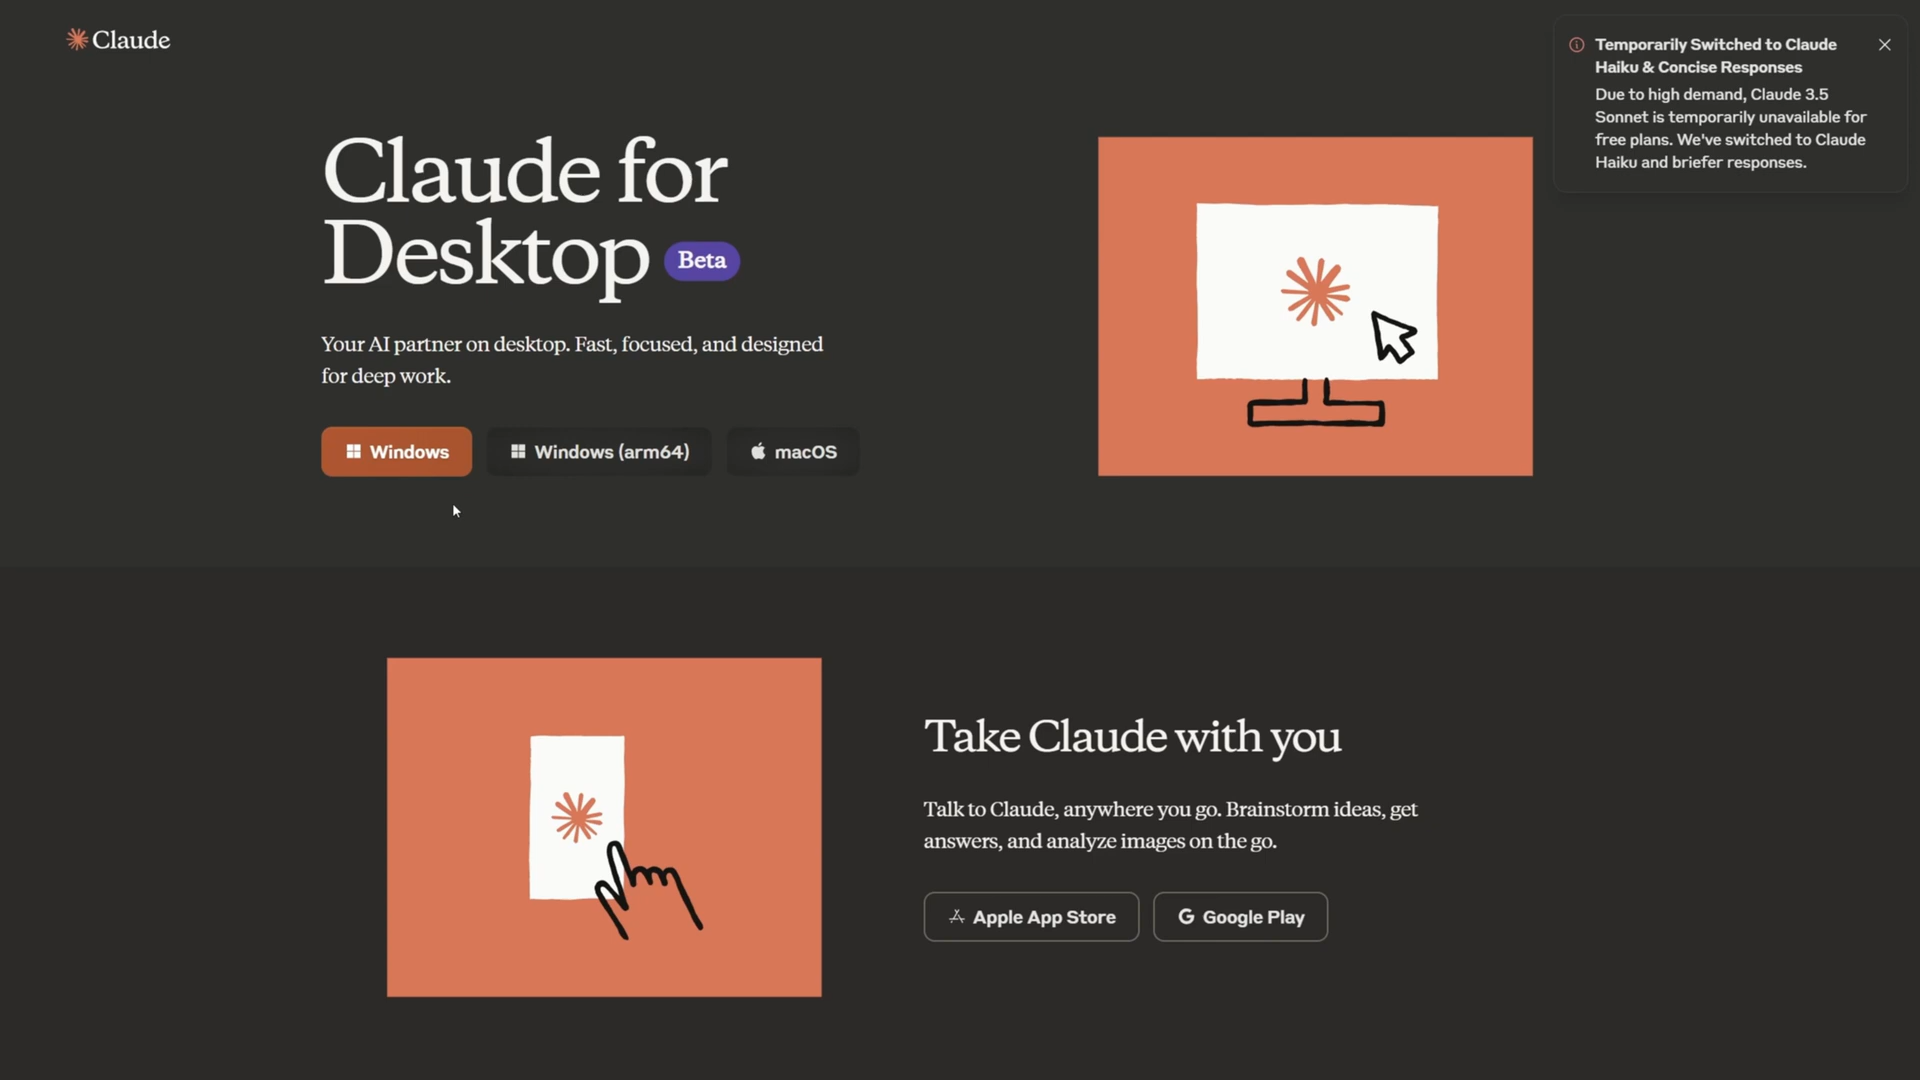 Claude
Temporarily Switched to Claude
Haiku & Concise Responses
Due to high demand, Claude 3.5
Sonnet is temporarily unavailable for
free plans. We've switched to Claude
Haiku and briefer responses.
Claude for
Desktop Beta
Your AI partner on desktop. Fast, focused, and designed
for deep work.
Windows
Windows (arm64)
macOS
Take Claude with you
Talk to Claude, anywhere you go. Brainstorm ideas, get
answers, and analyze images on the go.
Apple App Store
Google Play